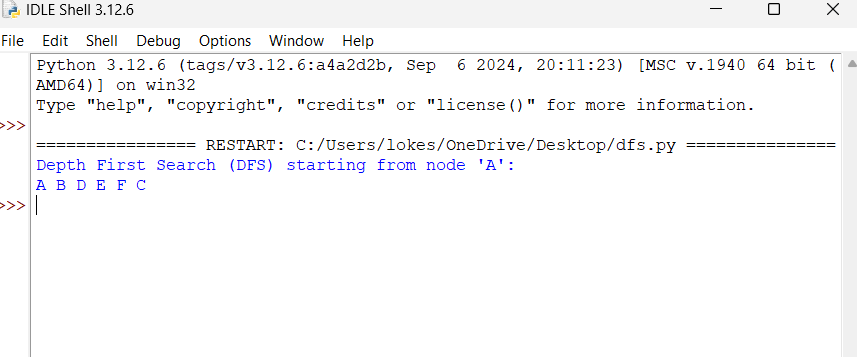 IDLE Shell 3.12.6
File Edit Shell Debug Options Window Help
Python 3.12.6 (tags/v3.12.6:a4a2d2b, Sep  6 2024, 20:11:23) [MSC v.1940 64 bit (
AMD64)] on win32
Type "help", "copyright", "credits" or "license()" for more information.
>>>
================ RESTART: C:/Users/lokes/OneDrive/Desktop/dfs.py ===============
Depth First Search (DFS) starting from node 'A':
A B D E F C
>>>